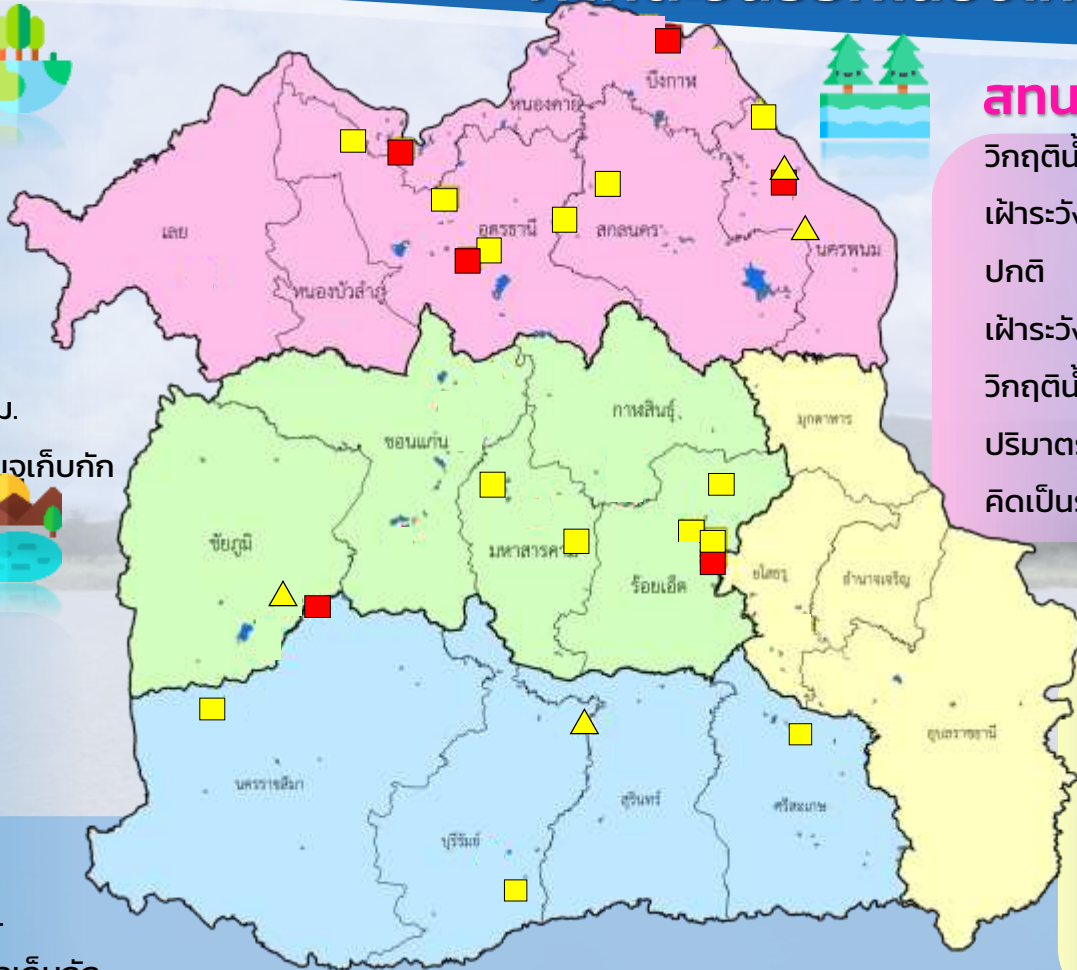 สทน
บึงกาฬ
วิกฤติน้ำ
หนองคาย
เฝ้าระวัง
เลย
อุดรธานี
สกลนคร
นครพนม
ปกติ
หนองบัวลำภู
เฝ้าระวัง
วิกฤติน้ำ
ม.
กาฬสินธุ์
มุกดาหาร
ขอนแก่น
ปริมาตร
จุเก็บกัก
คิดเป็นร
ชัยภูมิ
มหาสารคาม
ร้อยเอ็ด
ยโสธร
อำนาจเจริญ
อุบลราชธานี
นครราชสีมา
สุรินทร์
ศรีสะเกษ
บุรีรัมย์
.